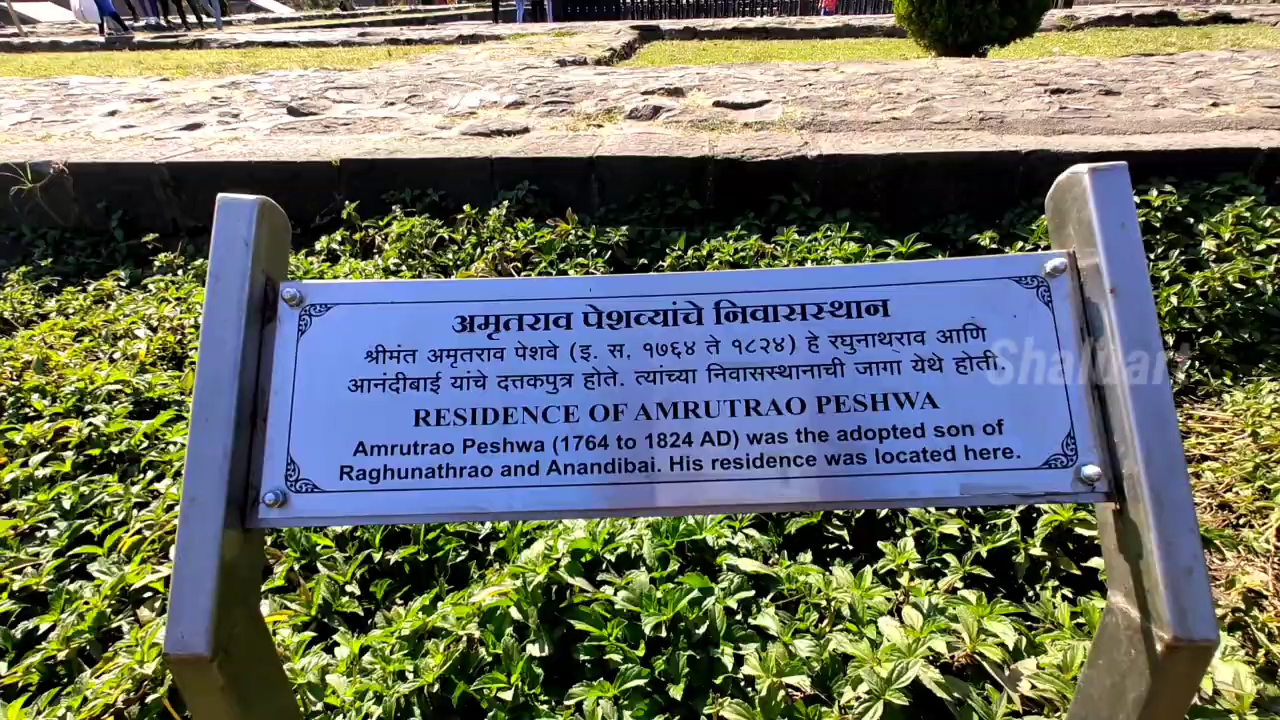 अमृतराव पेशव्यांचे निवासस्थान
श्रीमंत अमृतराव पेशवे (इ. स. १७६४ ते १८२४) हे रघुनाथराव आणि
आनंदीबाई यांचे दत्तकपुत्र होते. त्यांच्या निवासस्थानाची जागा येथे होती.
RESIDENCE OF AMRUTRAO PESHWA
Amrutrao Peshwa (1764 to 1824 AD) was the adopted son of
Raghunathrao and Anandibai. His residence was located here.